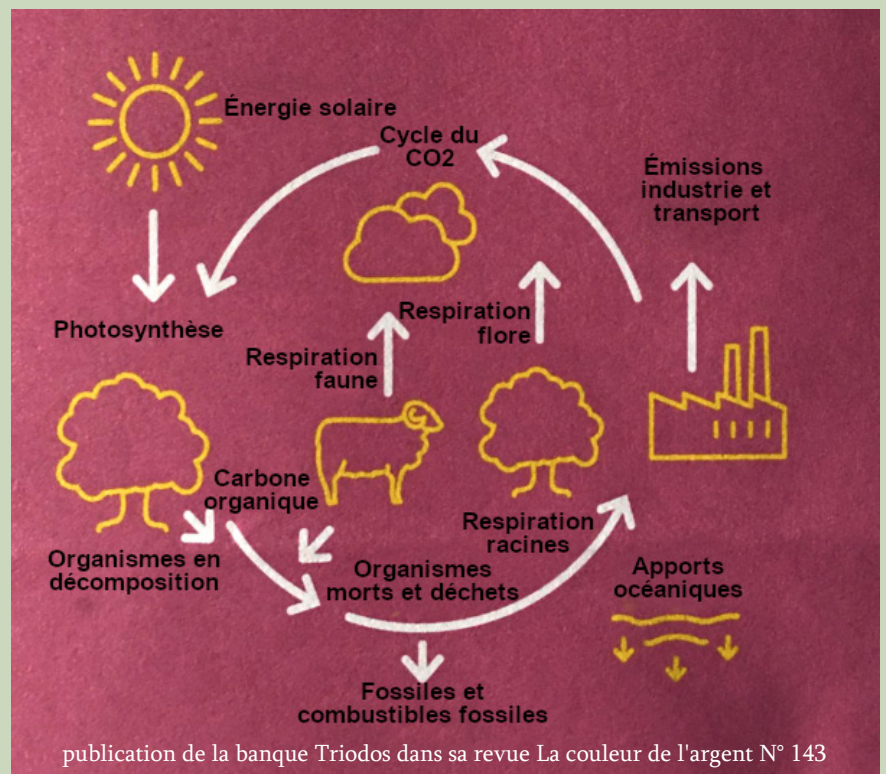 Énergie solaire
Cycle du
CO2
Émissions
industrie et
transport
Photosynthèse
Respiration
flore
Respiration
faune
Carbone
organique
Respiration
racines
Organismes en
décomposition
Organismes
morts et déchets
Apports
océaniques
Fossiles et
combustibles fossiles
publication de la banque Triodos dans sa revue La couleur de l'argent N° 143